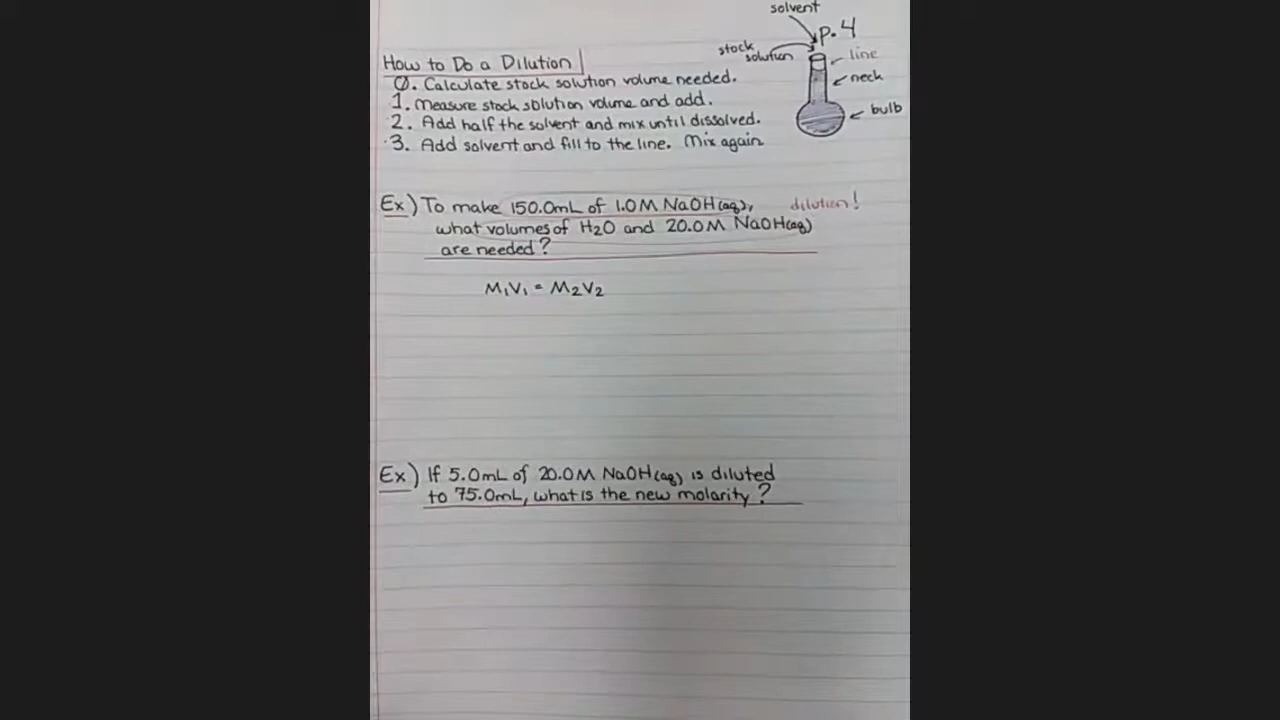 solvent
p.4
stock
solution
line
neck
bulb
How to Do a Dilution
0. Calculate stock solution volume needed.
1. Measure stock solution volume and add.
2. Add half the solvent and mix until dissolved.
3. Add solvent and fill to the line. Mix again
Ex) To make 150.0mL of 1.0M NaOH(aq), dilution!
what volumes of H₂O and 20.0M NaOH(aq)
are needed?
M₁V₁ = M₂V₂
Ex) If 5.0mL of 20.0M NaOH(aq) is diluted
to 75.0mL, what is the new molarity?